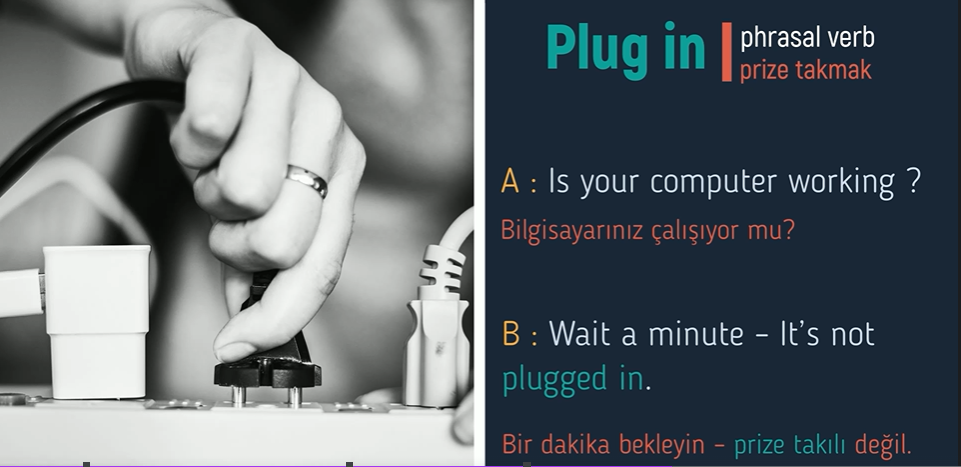 Plug in
phrasal verb
prize takmak
A : Is your computer working ?
Bilgisayarınız çalışıyor mu?
B : Wait a minute – It's not
plugged in.
Bir dakika bekleyin – prize takılı değil.